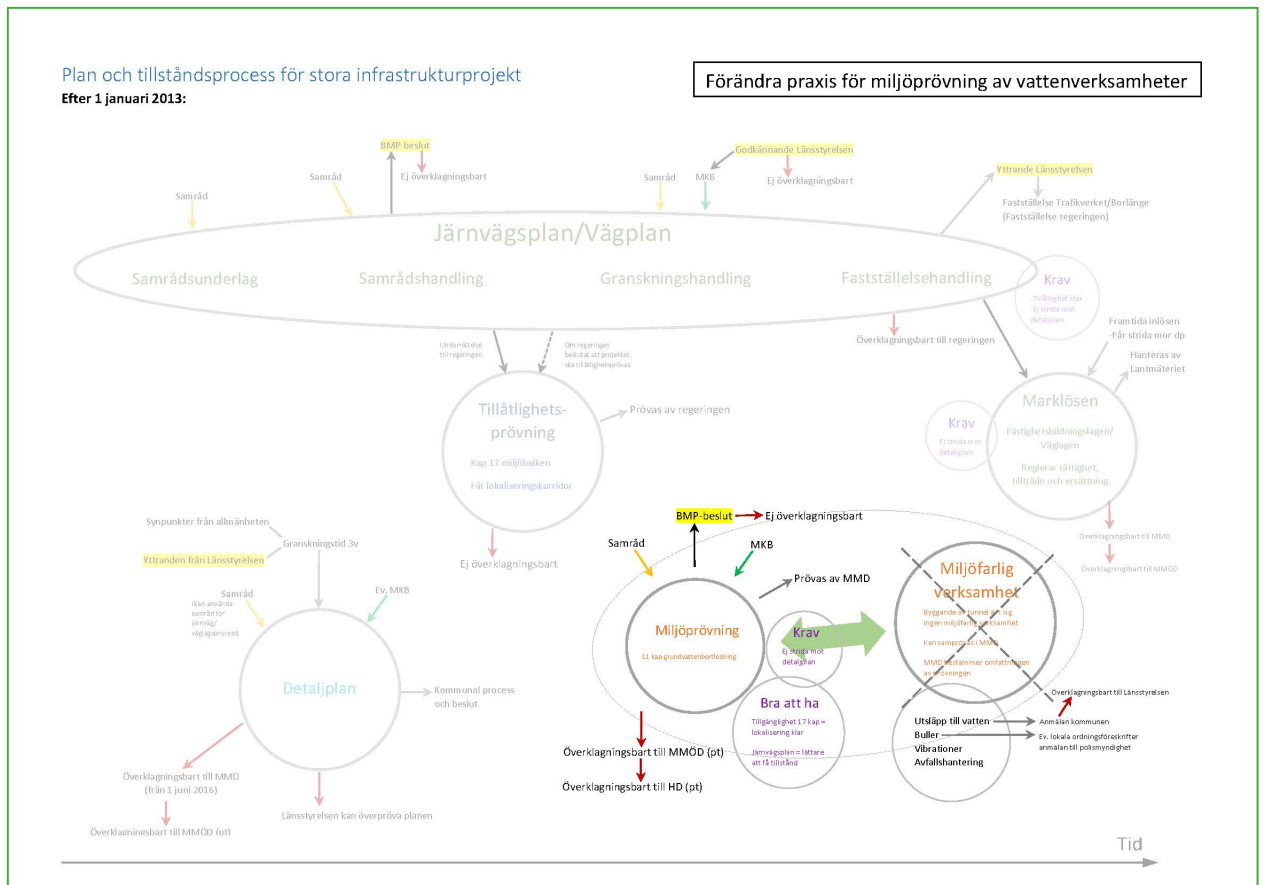 Plan och tillståndsprocess för stora infrastrukturprojekt
Efter 1 januari 2013:
Förändra praxis för miljöprövning av vattenverksamheter
BMP-beslut
Ej överklagningsbart
Samråd
Samråd
Samråd
MKB
Godkännande Länsstyrelsen
Ej överklagningsbart
Yttrande Länsstyrelsen
Fastställelse Trafikverket/Borlänge
(Fastställelse regeringen)
Järnvägsplan/Vägplan
Samrådsunderlag
Samrådshandling
Granskningshandling
Fastställelsehandling
Krav
-Tillåtlighet klar
-Ej strida mot
detaljplan
Underrättelse
till regeringen
Om regeringen
beslutat att projektet
ska tillåtlighetsprövas
Överklagningsbart till regeringen
Framtida inlösen
-Får strida mor dp
Hanteras av
Lantmäteriet
Tillåtlighets-
prövning
Kap 17 miljöbalken
Får lokaliseringskorridor
Prövas av regeringen
Ej överklagningsbart
Krav
Ej strida mot
detaljplan
Marklösen
Fastighetsbildningslagen/
Väglagen
Reglerar rättighet,
tillträde och ersättning
Överklagningsbart till MMD
Överklagningsbart till MMÖD
Synpunkter från allmänheten
Granskningstid 3v
Yttranden från Länsstyrelsen
Samråd
(Kan använda
samråd för
järnväg/
väglagsprocess)
Ev. MKB
Detaljplan
Kommunal process
och beslut
Överklagningsbart till MMD
(från 1 juni 2016)
Överklagningsbart till MMÖD (pt)
Länsstyrelsen kan överpröva planen
BMP-beslut
Ej överklagningsbart
Samråd
MKB
Prövas av MMD
Miljöprövning
11 kap grundvattenbortledning
Krav
Ej strida mot
detaljplan
Bra att ha
Tillgänglighet 17 kap =
lokalisering klar
Järnvägsplan = lättare
att få tillstånd
Överklagningsbart till MMÖD (pt)
Överklagningsbart till HD (pt)
Miljöfarlig
verksamhet
Byggande av tunnel är i sig
ingen miljöfarlig verksamhet
Kan samprövas i MMD
MMD bestämmer omfattningen
av prövningen
Utsläpp till vatten
Buller
Vibrationer
Avfallshantering
Överklagningsbart till Länsstyrelsen
Anmälan kommunen
Ev. lokala ordningsföreskrifter
anmälan till polismyndighet
Tid